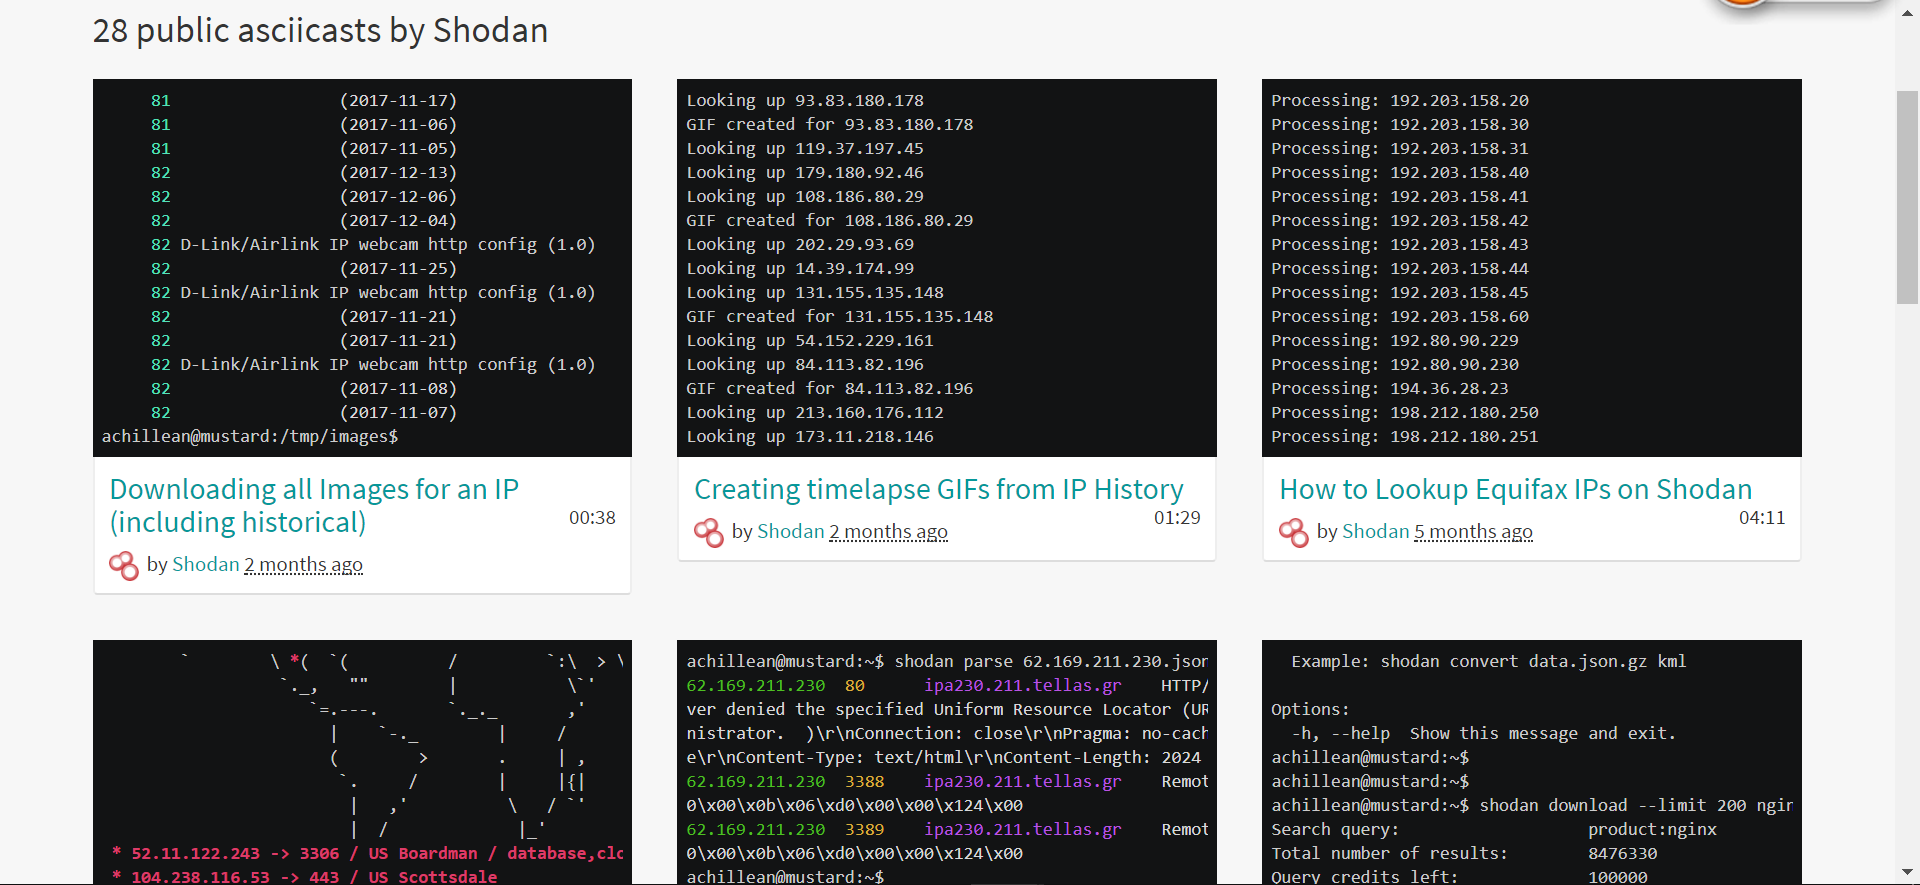 28 public asciicasts by Shodan
81 (2017-11-17)
81 (2017-11-06)
81 (2017-11-05)
82 (2017-12-13)
82 (2017-12-06)
82 (2017-12-04)
82 D-Link/Airlink IP webcam http config (1.0)
82 (2017-11-25)
82 D-Link/Airlink IP webcam http config (1.0)
82 (2017-11-21)
82 (2017-11-21)
82 D-Link/Airlink IP webcam http config (1.0)
82 (2017-11-08)
82 (2017-11-07)
achillean@mustard:/tmp/images$
Downloading all Images for an IP
(including historical)
00:38
by Shodan 2 months ago
Looking up 93.83.180.178
GIF created for 93.83.180.178
Looking up 119.37.197.45
Looking up 179.180.92.46
Looking up 108.186.80.29
GIF created for 108.186.80.29
Looking up 202.29.93.69
Looking up 14.39.174.99
Looking up 131.155.135.148
GIF created for 131.155.135.148
Looking up 54.152.229.161
Looking up 84.113.82.196
GIF created for 84.113.82.196
Looking up 213.160.176.112
Looking up 173.11.218.146
Creating timelapse GIFs from IP History
01:29
by Shodan 2 months ago
Processing: 192.203.158.20
Processing: 192.203.158.30
Processing: 192.203.158.31
Processing: 192.203.158.40
Processing: 192.203.158.41
Processing: 192.203.158.42
Processing: 192.203.158.43
Processing: 192.203.158.44
Processing: 192.203.158.45
Processing: 192.203.158.60
Processing: 192.80.90.229
Processing: 192.80.90.230
Processing: 194.36.28.23
Processing: 198.212.180.250
Processing: 198.212.180.251
How to Lookup Equifax IPs on Shodan
04:11
by Shodan 5 months ago
* 52.11.122.243 -> 3306 / US Boardman / database,clo
* 104.238.116.53 -> 443 / US Scottsdale
achillean@mustard:~$ shodan parse 62.169.211.230.json
62.169.211.230 80 ipa230.211.tellas.gr HTTP/
ver denied the specified Uniform Resource Locator (UR
nistrator.  )\r\nConnection: close\r\nPragma: no-cach
e\r\nContent-Type: text/html\r\nContent-Length: 2024
62.169.211.230 3388 ipa230.211.tellas.gr Remot
0\x00\x0b\x06\xd0\x00\x00\x124\x00
62.169.211.230 3389 ipa230.211.tellas.gr Remot
0\x00\x0b\x06\xd0\x00\x00\x124\x00
achillean@mustard:~$
Example: shodan convert data.json.gz kml
Options:
-h, --help  Show this message and exit.
achillean@mustard:~$
achillean@mustard:~$
achillean@mustard:~$ shodan download --limit 200 ngin
Search query: product:nginx
Total number of results: 8476330
Query credits left: 100000